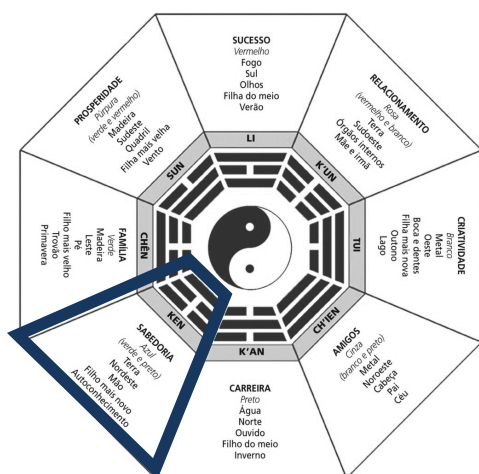 SUCESSO
Vermelho
Fogo
Sul
Olhos
Filha do meio
Verão
RELACIONAMENTO
Rosa
(vermelho e branco)
Terra
Sudoeste
Órgãos internos
Mãe e irmã
CRIATIVIDADE
Branco
Metal
Oeste
Boca e dentes
Filha mais nova
Outono
Lago
AMIGOS
Cinza
(branco e preto)
Metal
Noroeste
Cabeça
Pai
Céu
CARREIRA
Preto
Água
Norte
Ouvido
Filho do meio
Inverno
SABEDORIA
Azul
(verde e preto)
Terra
Nordeste
Mão
Filho mais novo
Autoconhecimento
FAMÍLIA
Verde
Madeira
Leste
Pé
Filho mais velho
Trovão
Primavera
PROSPERIDADE
Púrpura
(verde e vermelho)
Madeira
Sudeste
Quadril
Filha mais velha
Vento
LI
K'UN
TUI
CH'IEN
K'AN
KEN
CHÊN
SUN